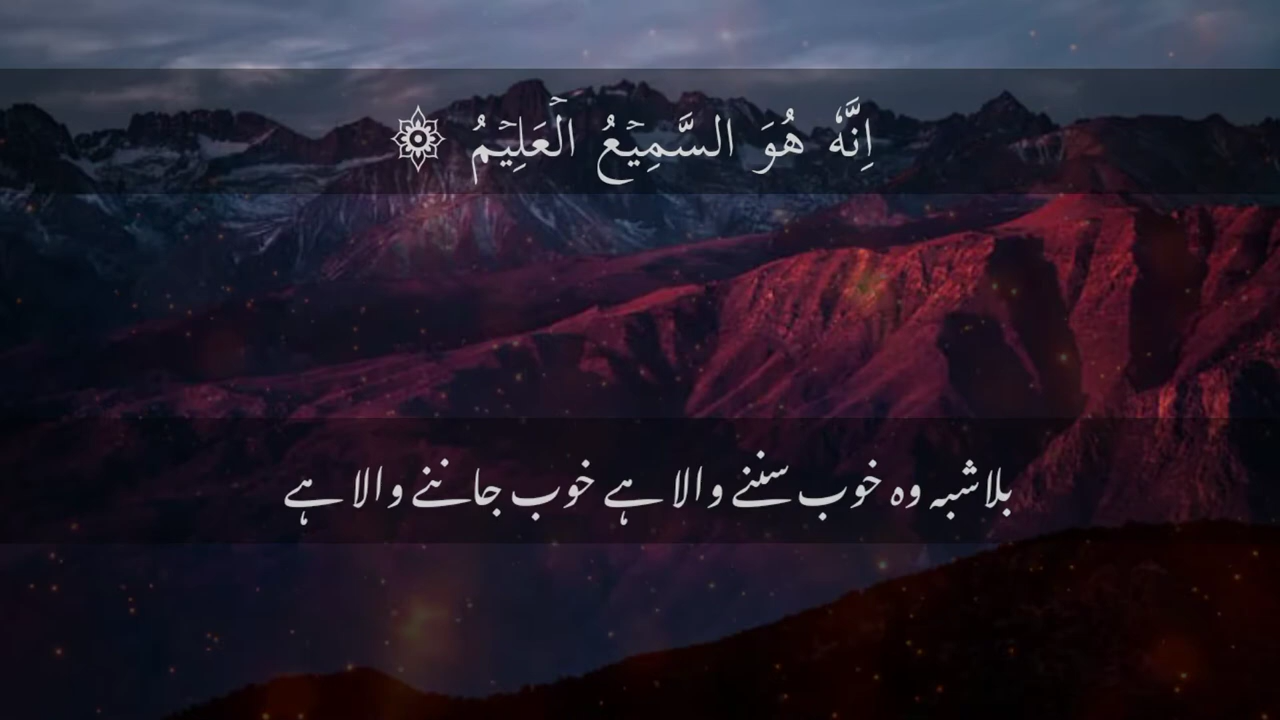 اِنَّهٗ هُوَ السَّمِيۡعُ الۡعَلِيۡمُ ۞
بلاشبہ وہ خوب سننے والا ہے خوب جاننے والا ہے